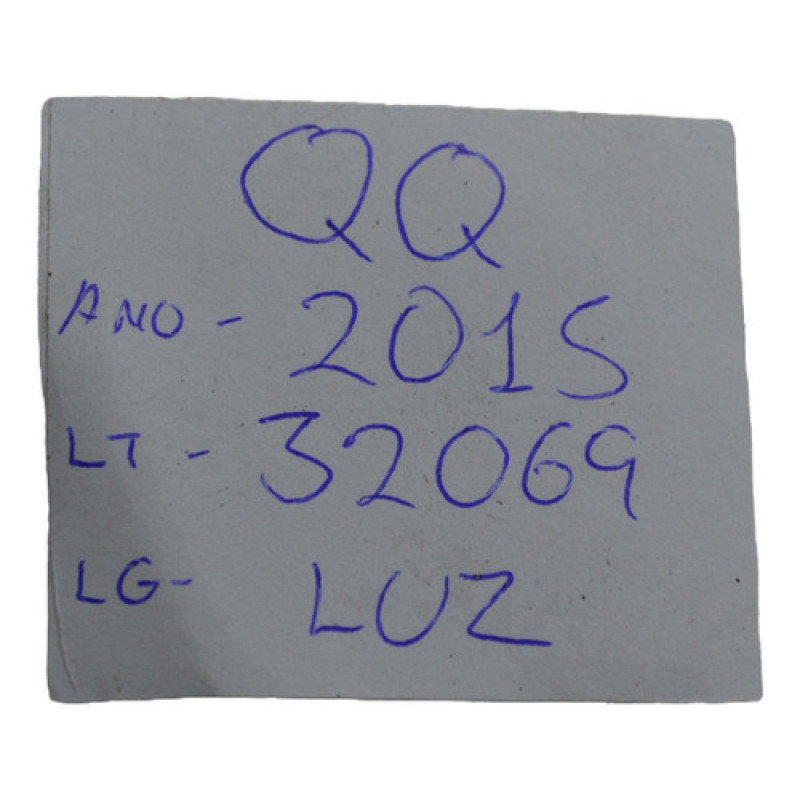 QQ
ANO - 2015
LT - 32069
LG- LUZ